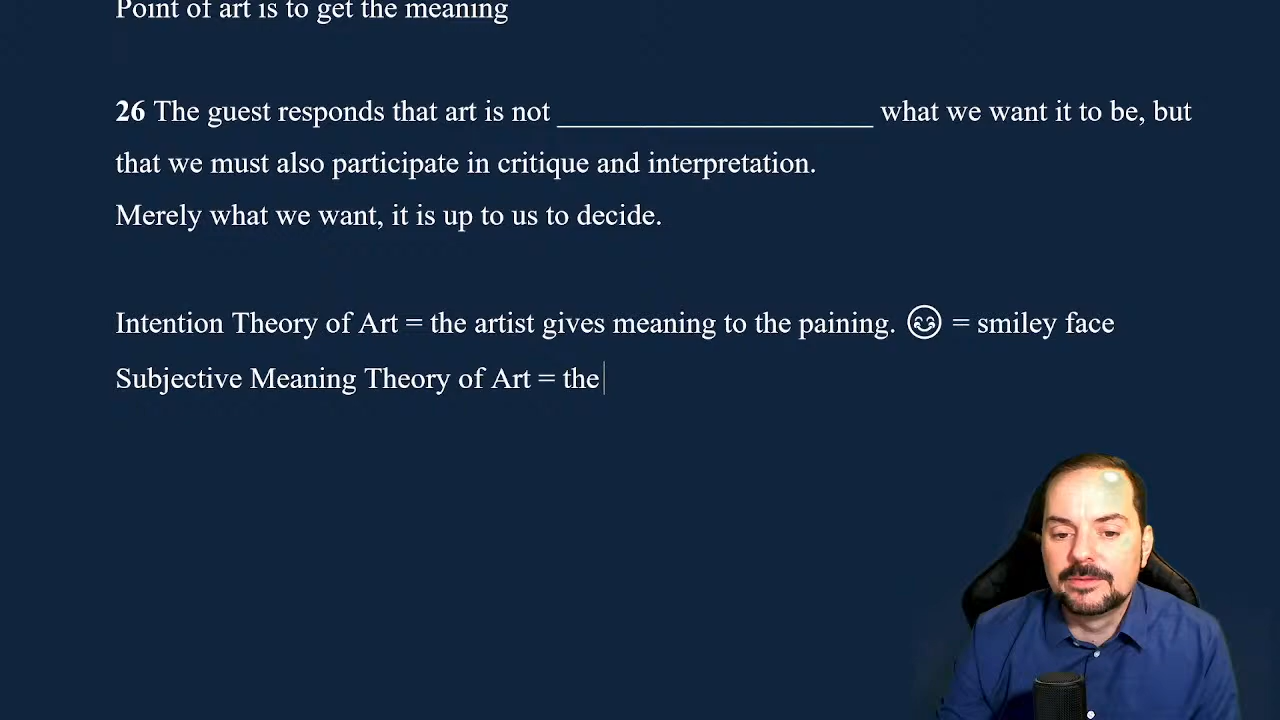 Point of art is to get the meaning
26 The guest responds that art is not _____________________ what we want it to be, but
that we must also participate in critique and interpretation.
Merely what we want, it is up to us to decide.
Intention Theory of Art = the artist gives meaning to the paining. 😊 = smiley face
Subjective Meaning Theory of Art = the